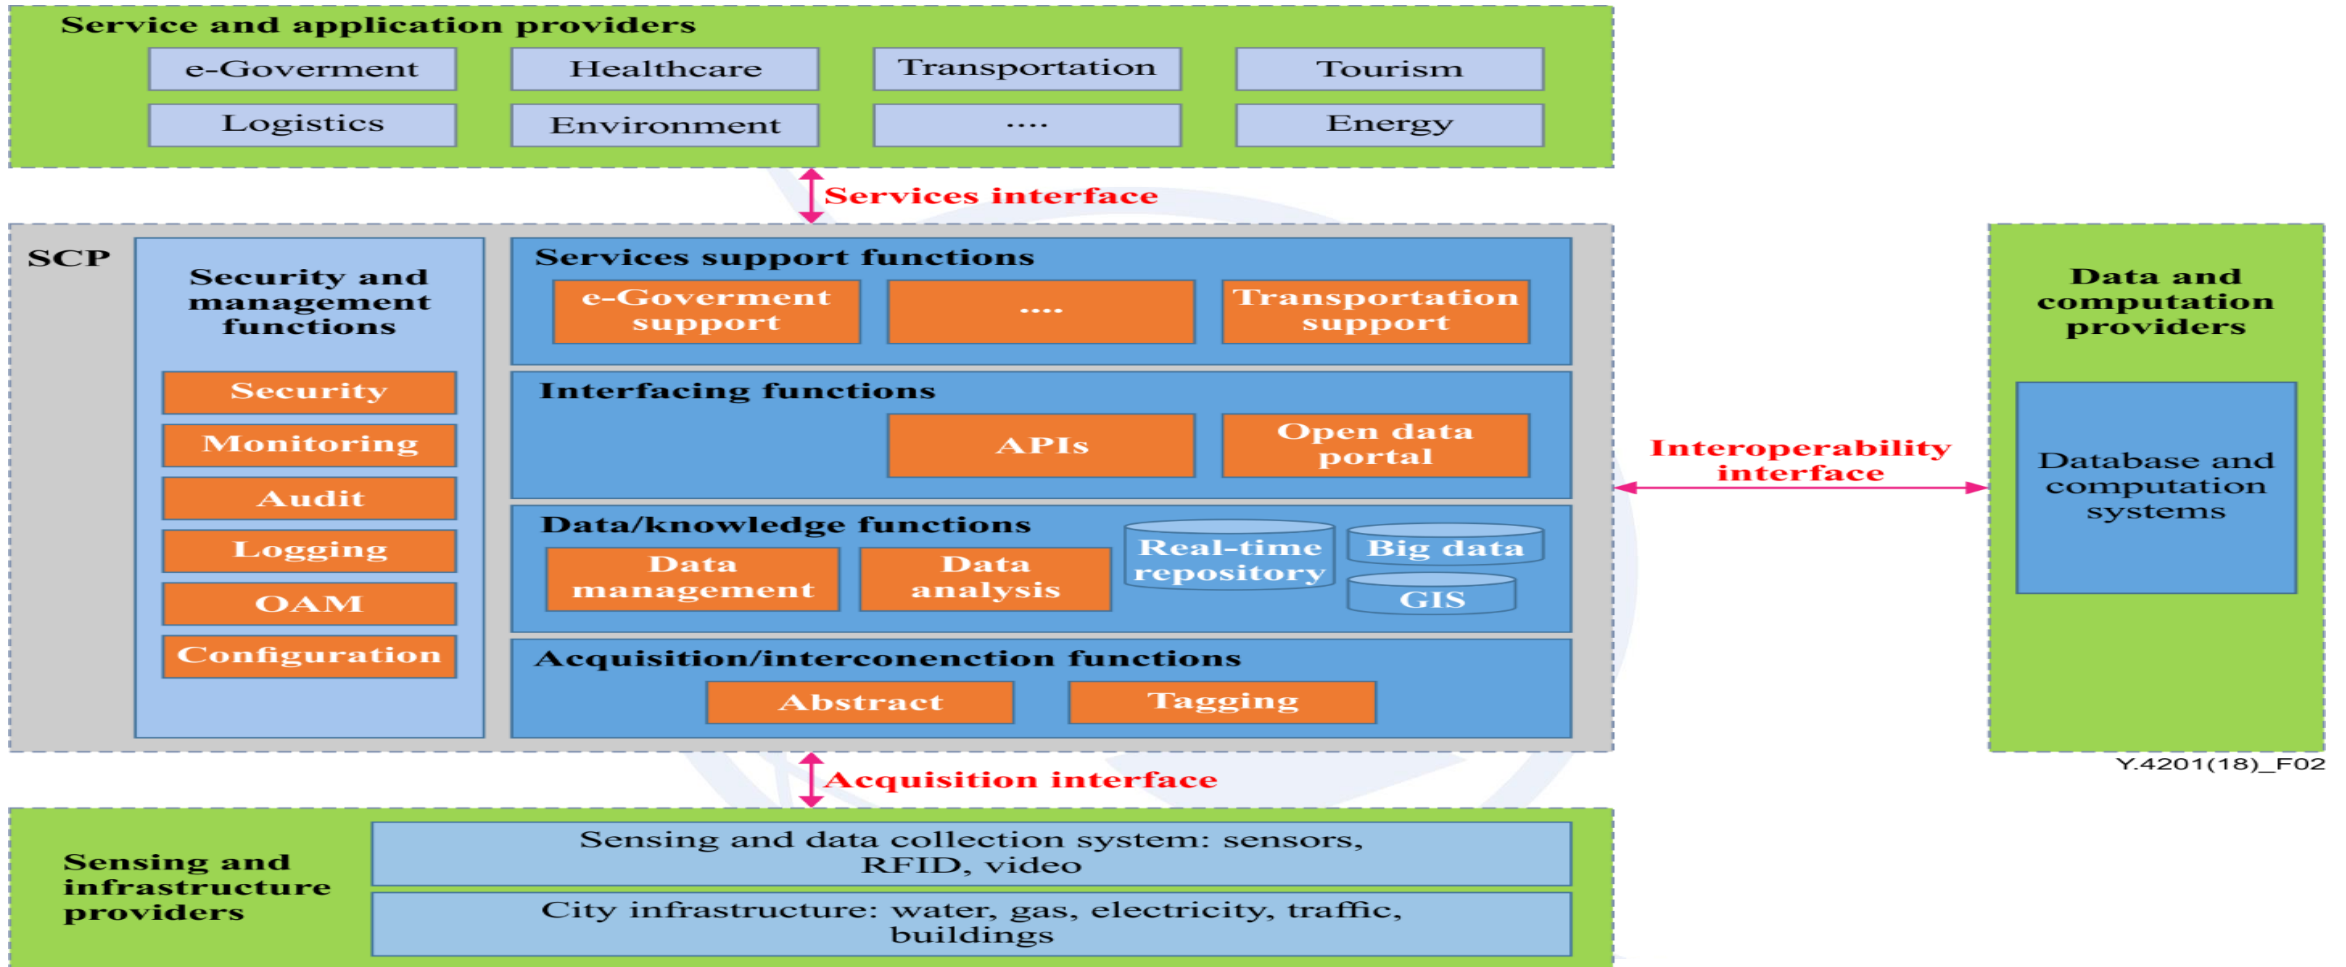 Service and application providers
e-Goverment
Healthcare
Transportation
Tourism
Logistics
Environment
....
Energy
Services interface
SCP
Security and
management
functions
Security
Monitoring
Audit
Logging
OAM
Configuration
Services support functions
e-Goverment
support
....
Transportation
support
Interfacing functions
APIs
Open data
portal
Data/knowledge functions
Data
management
Data
analysis
Real-time
repository
Big data
GIS
Acquisition/interconenction functions
Abstract
Tagging
Interoperability
interface
Data and
computation
providers
Database and
computation
systems
Y.4201(18)_F02
Acquisition interface
Sensing and
infrastructure
providers
Sensing and data collection system: sensors,
RFID, video
City infrastructure: water, gas, electricity, traffic,
buildings